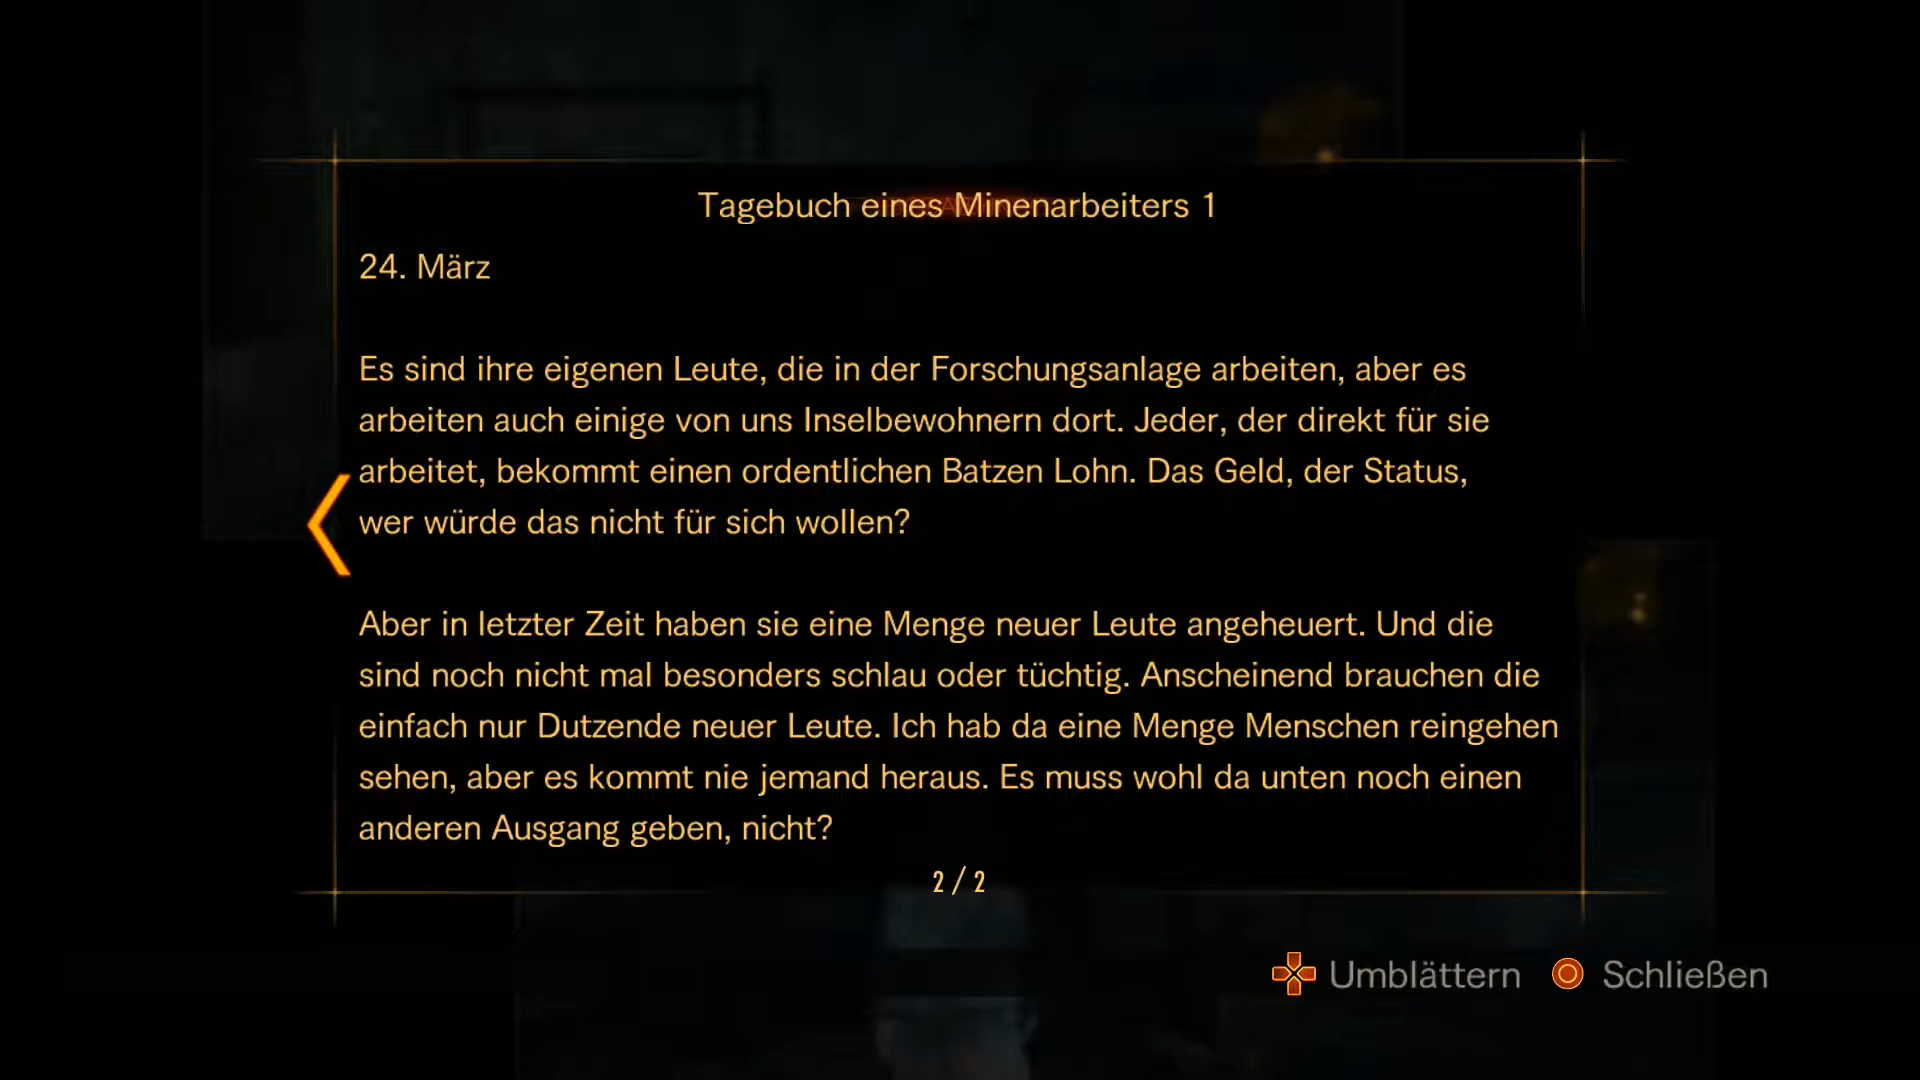 Tagebuch eines Minenarbeiters 1
24. März
Es sind ihre eigenen Leute, die in der Forschungsanlage arbeiten, aber es
arbeiten auch einige von uns Inselbewohnern dort. Jeder, der direkt für sie
arbeitet, bekommt einen ordentlichen Batzen Lohn. Das Geld, der Status,
wer würde das nicht für sich wollen?
Aber in letzter Zeit haben sie eine Menge neuer Leute angeheuert. Und die
sind noch nicht mal besonders schlau oder tüchtig. Anscheinend brauchen die
einfach nur Dutzende neuer Leute. Ich hab da eine Menge Menschen reingehen
sehen, aber es kommt nie jemand heraus. Es muss wohl da unten noch einen
anderen Ausgang geben, nicht?
2 / 2
Umblättern Schließen